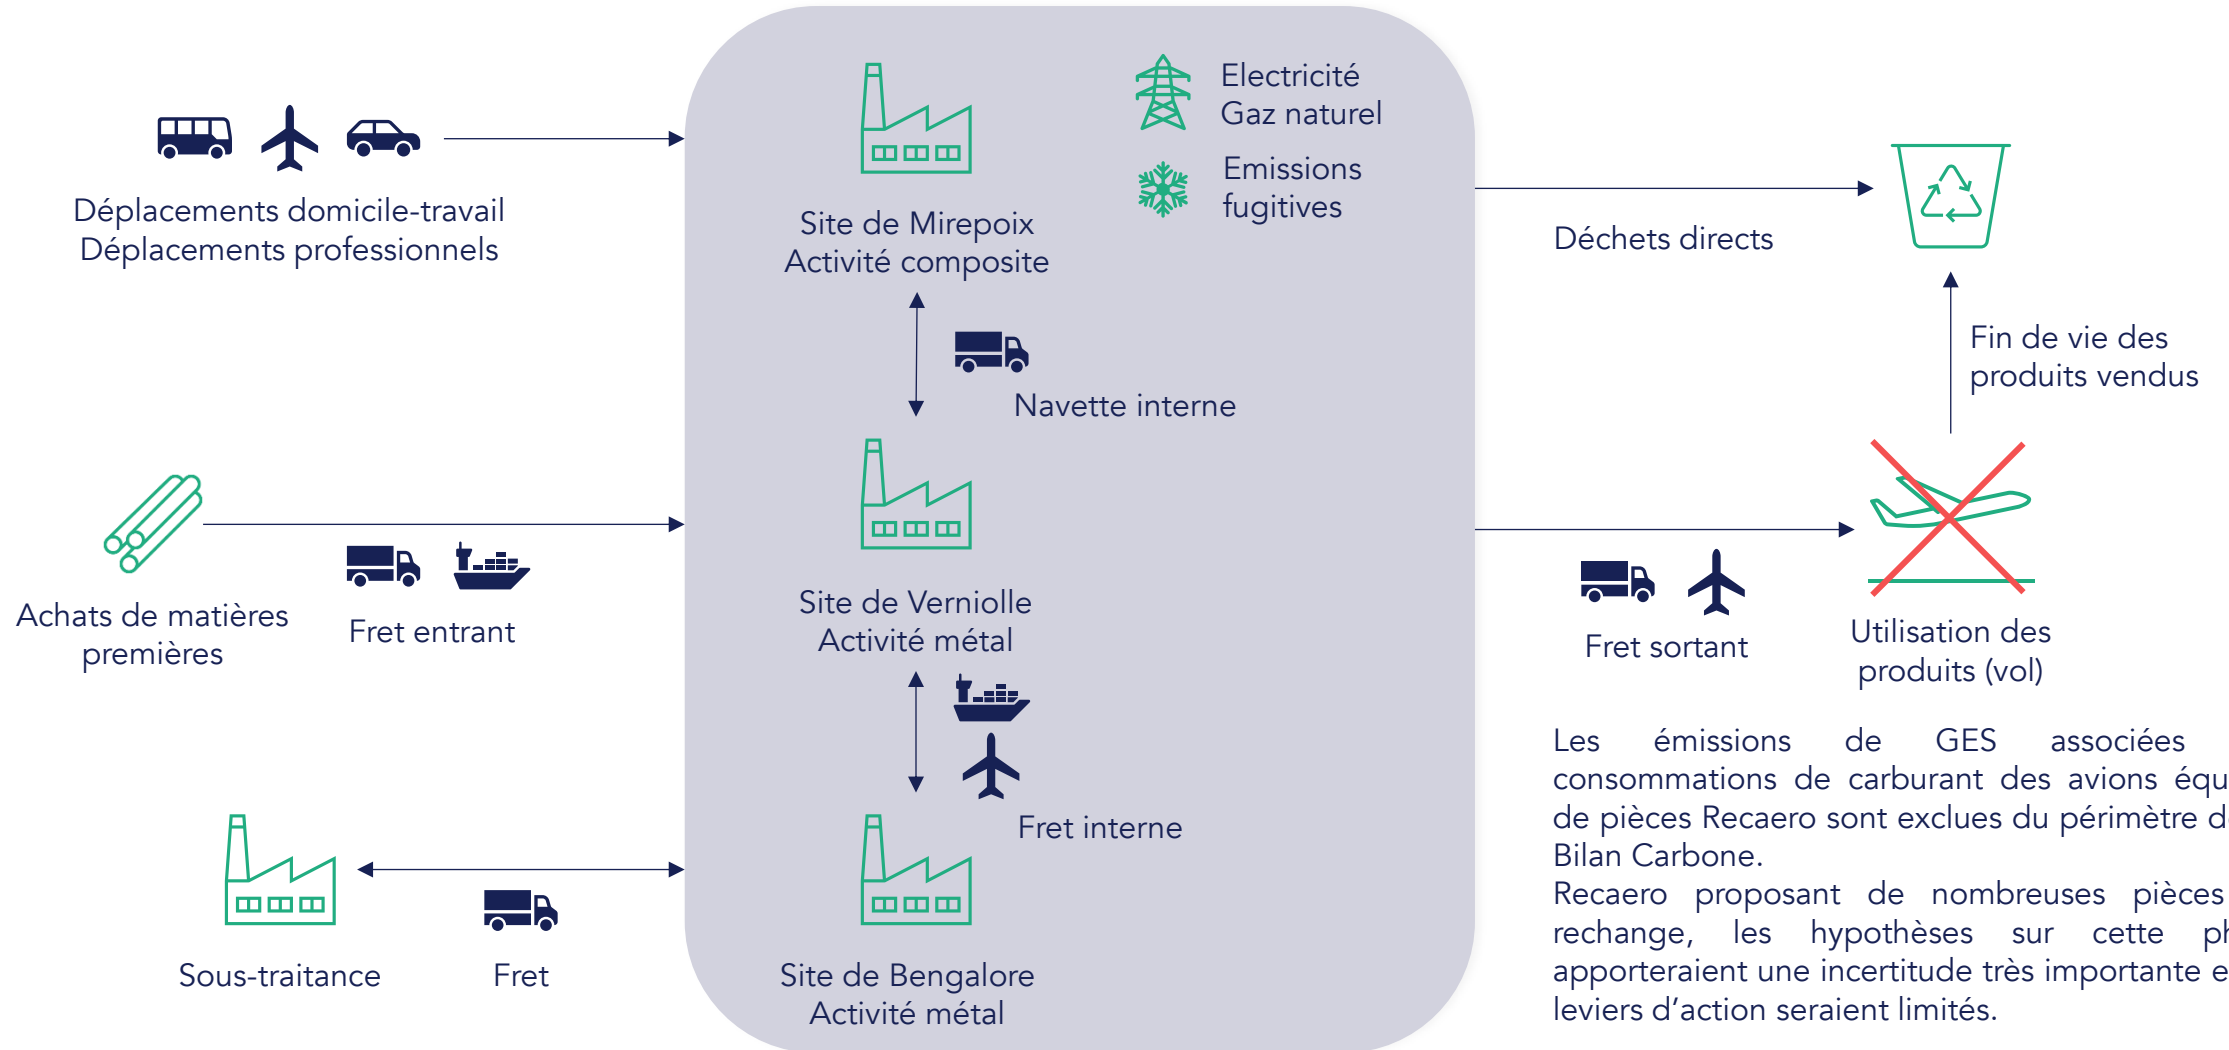 Déplacements domicile-travail
Déplacements professionnels
Achats de matières
premières
Fret entrant
Sous-traitance
Fret
Electricité
Gaz naturel
Emissions
fugitives
Site de Mirepoix
Activité composite
Navette interne
Site de Verniolle
Activité métal
Fret interne
Site de Bengalore
Activité métal
Déchets directs
Fin de vie des
produits vendus
Fret sortant
Utilisation des
produits (vol)
Les émissions de GES associées
consommations de carburant des avions
de pièces Recaero sont exclues du périmètre
Bilan Carbone.
Recaero proposant de nombreuses pièces
rechange, les hypothèses sur cette
apporteraient une incertitude très importante
leviers d'action seraient limités.